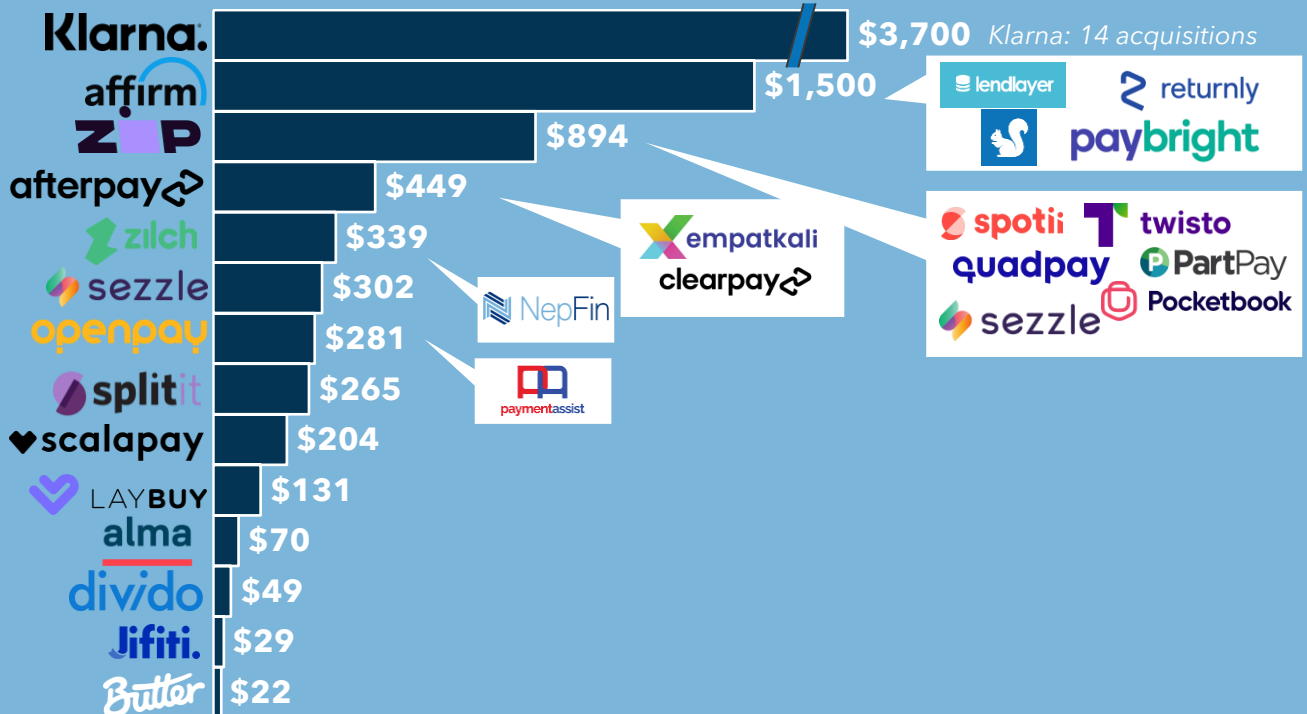 Klarna. $3,700 Klarna: 14 acquisitions
affirm $1,500
lendlayer returnly
paybright
ZIP $894
afterpay $449
spotii twisto
quadpay PartPay
sezzle Pocketbook
empatkali
clearpay
zilch $339
NepFin
sezzle $302
openpay $281
paymentassist
splitit $265
scalapay $204
LAYBUY $131
alma $70
divido $49
Jifiti. $29
Butter $22